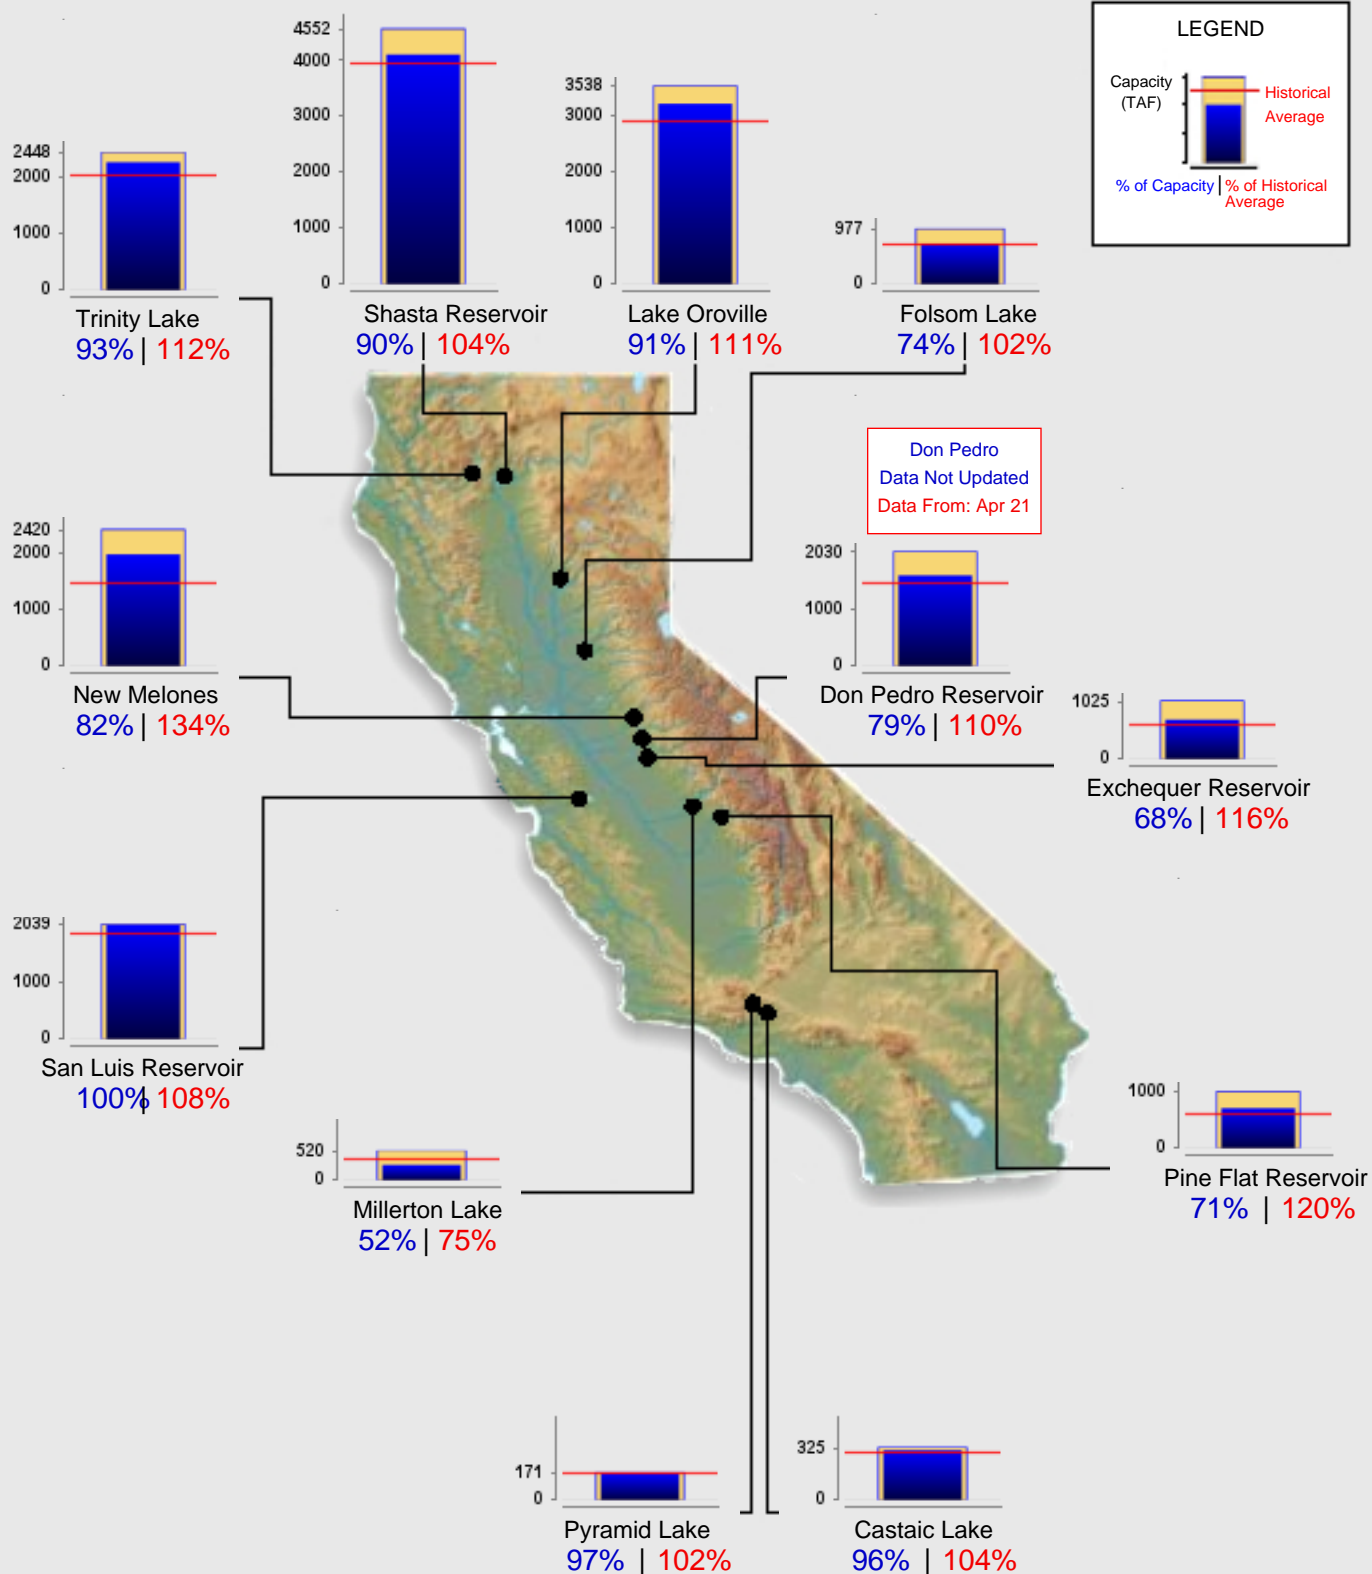 LEGEND
Capacity
(TAF)
Historical
Average
% of Capacity | % of Historical
Average
4552
4000
3000
2000
1000
0
Shasta Reservoir
90% | 104%
3538
3000
2000
1000
0
Lake Oroville
91% | 111%
2448
2000
1000
0
Trinity Lake
93% | 112%
977
0
Folsom Lake
74% | 102%
Don Pedro
Data Not Updated
Data From: Apr 21
2420
2000
1000
0
New Melones
82% | 134%
2030
1000
0
Don Pedro Reservoir
79% | 110%
1025
0
Exchequer Reservoir
68% | 116%
2039
1000
0
San Luis Reservoir
100% | 108%
520
0
Millerton Lake
52% | 75%
1000
0
Pine Flat Reservoir
71% | 120%
171
0
Pyramid Lake
97% | 102%
325
0
Castaic Lake
96% | 104%